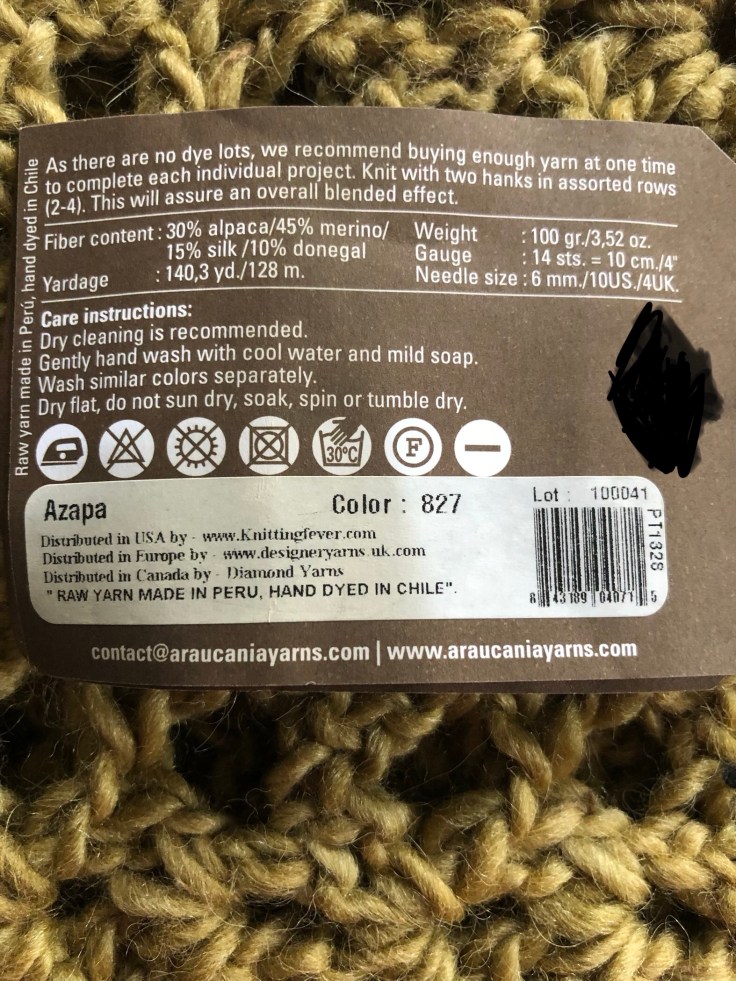 As there are no dye lots, we recommend buying enough yarn at one time
to complete each individual project. Knit with two hanks in assorted rows
(2-4). This will assure an overall blended effect.
Fiber content : 30% alpaca/45% merino/
15% silk /10% donegal
Yardage : 140,3 yd./128 m.
Weight : 100 gr./3,52 oz.
Gauge : 14 sts. = 10 cm./4"
Needle size : 6 mm./10US./4UK.
Care instructions:
Dry cleaning is recommended.
Gently hand wash with cool water and mild soap.
Wash similar colors separately.
Dry flat, do not sun dry, soak, spin or tumble dry.
30°C
F
Raw yarn made in Perú, hand dyed in Chile
Azapa Color : 827
Distributed in USA by - www.Knittingfever.com
Distributed in Europe by - www.designeryarns.uk.com
Distributed in Canada by - Diamond Yarns
" RAW YARN MADE IN PERU, HAND DYED IN CHILE".
Lot : 100041
PT1328
contact@araucaniayarns.com | www.araucaniayarns.com